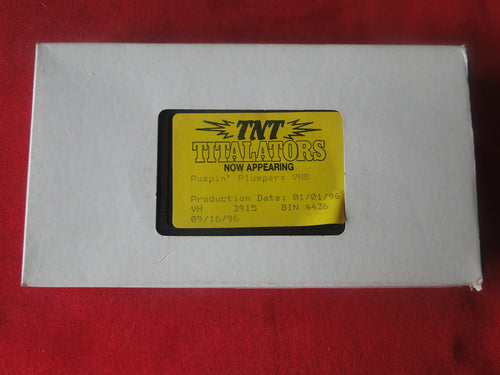 TNT
TITALATORS
NOW APPEARING
Pumpin' Plumpers VHS
Production Date: 01/01/96
VH 3915 BIN 4436
09/16/96